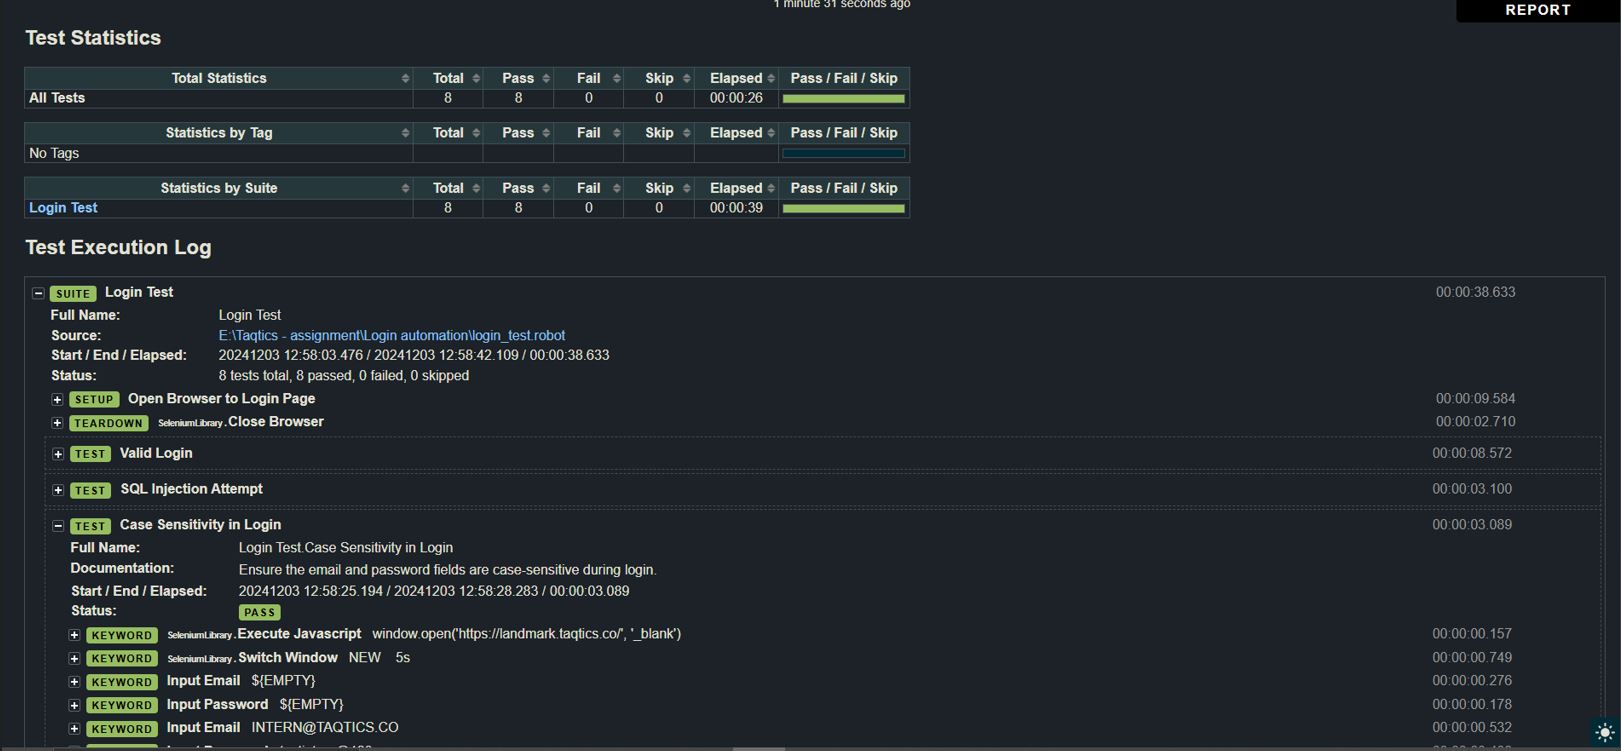 1 minute 31 seconds ago
REPORT
Test Statistics
Total Statistics Total Pass Fail Skip Elapsed Pass / Fail / Skip
All Tests 8 8 0 0 00:00:26
Statistics by Tag Total Pass Fail Skip Elapsed Pass / Fail / Skip
No Tags
Statistics by Suite Total Pass Fail Skip Elapsed Pass / Fail / Skip
Login Test 8 8 0 0 00:00:39
Test Execution Log
SUITE Login Test 00:00:38.633
Full Name: Login Test
Source: E:\Taqtics - assignment\Login automation\login_test.robot
Start / End / Elapsed: 20241203 12:58:03.476 / 20241203 12:58:42.109 / 00:00:38.633
Status: 8 tests total, 8 passed, 0 failed, 0 skipped
SETUP Open Browser to Login Page 00:00:09.584
TEARDOWN SeleniumLibrary.Close Browser 00:00:02.710
TEST Valid Login 00:00:08.572
TEST SQL Injection Attempt 00:00:03.100
TEST Case Sensitivity in Login 00:00:03.089
Full Name: Login Test.Case Sensitivity in Login
Documentation: Ensure the email and password fields are case-sensitive during login.
Start / End / Elapsed: 20241203 12:58:25.194 / 20241203 12:58:28.283 / 00:00:03.089
Status: PASS
KEYWORD SeleniumLibrary.Execute Javascript window.open('https://landmark.taqtics.co/', '_blank') 00:00:00.157
KEYWORD SeleniumLibrary.Switch Window NEW 5s 00:00:00.749
KEYWORD Input Email ${EMPTY} 00:00:00.276
KEYWORD Input Password ${EMPTY} 00:00:00.178
KEYWORD Input Email INTERN@TAQTICS.CO 00:00:00.532